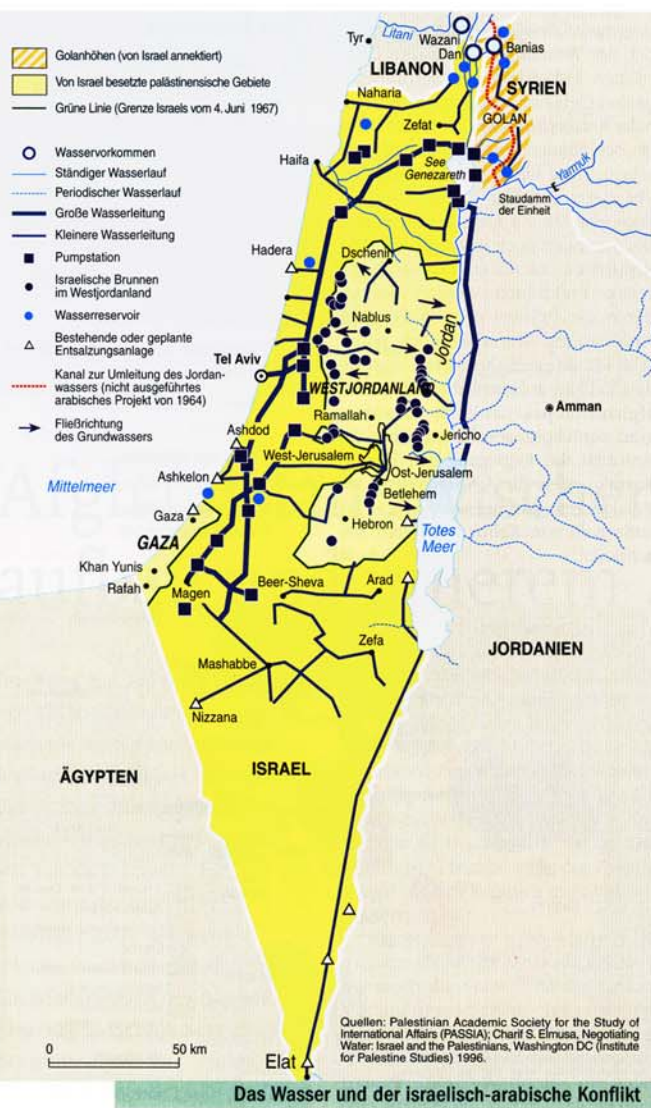 Golanhöhen (von Israel annektiert)
Von Israel besetzte palästinensische Gebiete
Grüne Linie (Grenze Israels vom 4. Juni 1967)
Wasservorkommen
Ständiger Wasserlauf
Periodischer Wasserlauf
Große Wasserleitung
Kleinere Wasserleitung
Pumpstation
Israelische Brunnen
im Westjordanland
Wasserreservoir
Bestehende oder geplante
Entsalzungsanlage
Kanal zur Umleitung des Jordan-
wassers (nicht ausgeführtes
arabisches Projekt von 1964)
Fließrichtung
des Grundwassers
Litani
Wazani
Dan
Banias
Tyr
LIBANON
SYRIEN
Naharia
GOLAN
Zefat
Haifa
See
Genezareth
Yarmuk
Staudamm
der Einheit
Hadera
Dschenin
Nablus
Jordan
Tel Aviv
WESTJORDANLAND
Amman
Ramallah
Ashdod
Jericho
West-Jerusalem
Ost-Jerusalem
Mittelmeer
Ashkelon
Betlehem
Gaza
Hebron
Totes
Meer
GAZA
Khan Yunis
Rafah
Magen
Beer-Sheva
Arad
Mashabbe
Zefa
JORDANIEN
Nizzana
ÄGYPTEN
ISRAEL
Quellen: Palestinian Academic Society for the Study of
International Affairs (PASSIA); Charif S. Elmusa, Negotiating
Water: Israel and the Palestinians, Washington DC (Institute
for Palestine Studies) 1996.
0 50 km
Elat
Das Wasser und der israelisch-arabische Konflikt